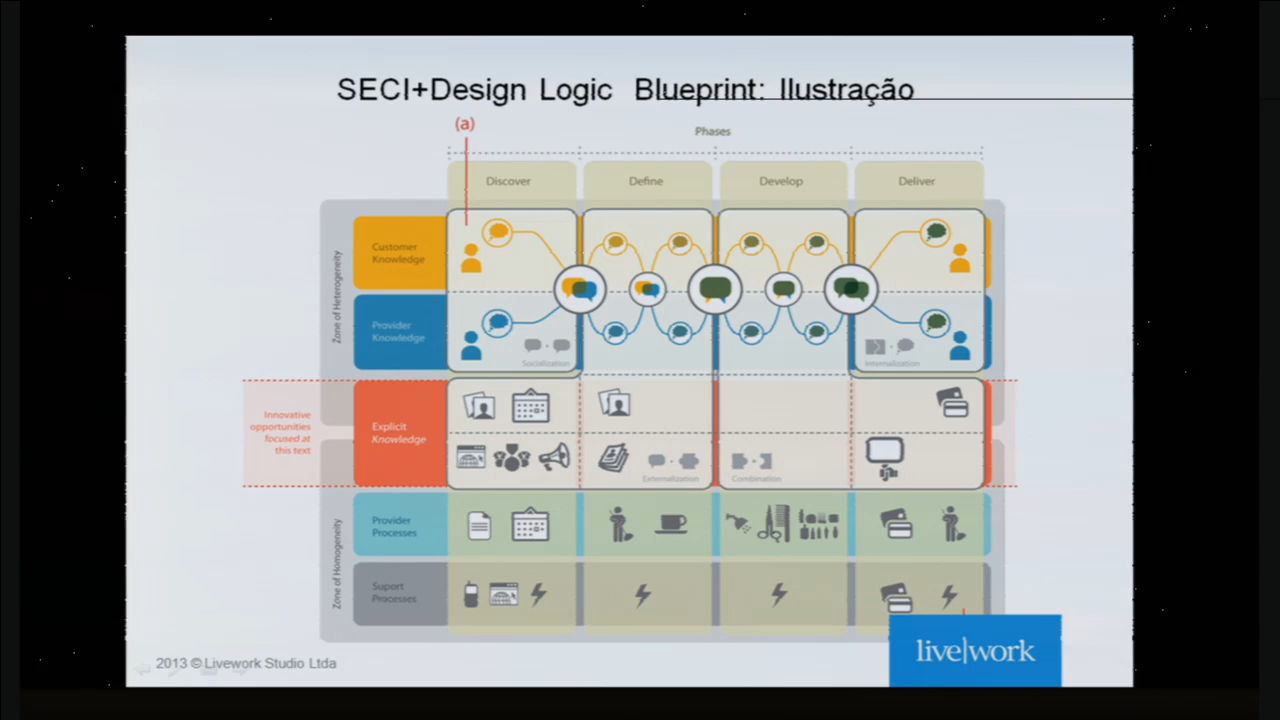 SECI+Design Logic Blueprint: Ilustração
(a)
Phases
Discover
Define
Develop
Deliver
Zone of Heterogeneity
Customer
Knowledge
Provider
Knowledge
Socialization
Internalization
Innovative
opportunities
focused at
this text
Explicit
Knowledge
Externalization
Combination
Zone of Homogeneity
Provider
Processes
Suport
Processes
2013 © Livework Studio Ltda
live|work